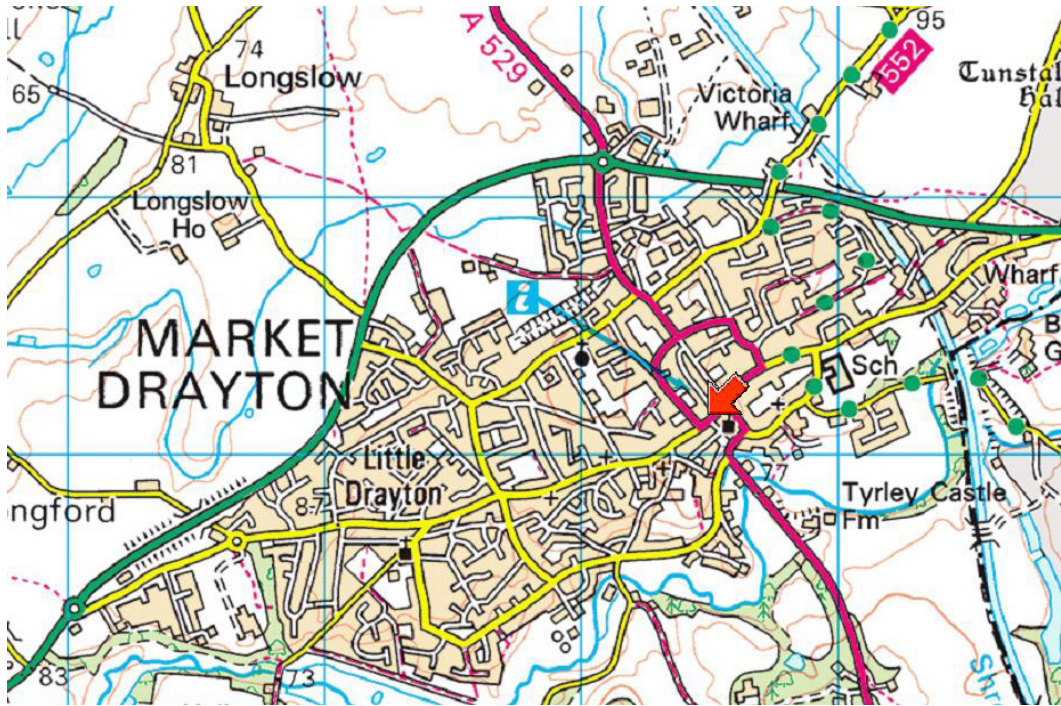 95
A 529
552
74
Longslow
65
Victoria
Wharf
Tunstal
Hal
81
Longslow
Ho
Wharf
i
MARKET
DRAYTON
Sch
Little
Drayton
77
87
Tyrley Castle
Fm
ngford
83
73
Shr